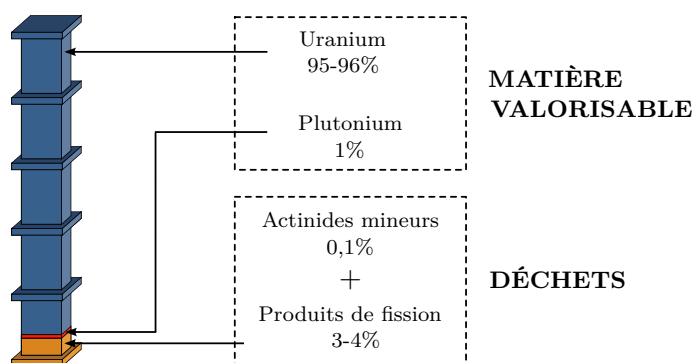 Uranium
95-96%
MATIÈRE
VALORISABLE
Plutonium
1%
Actinides mineurs
0,1%
+
DÉCHETS
Produits de fission
3-4%